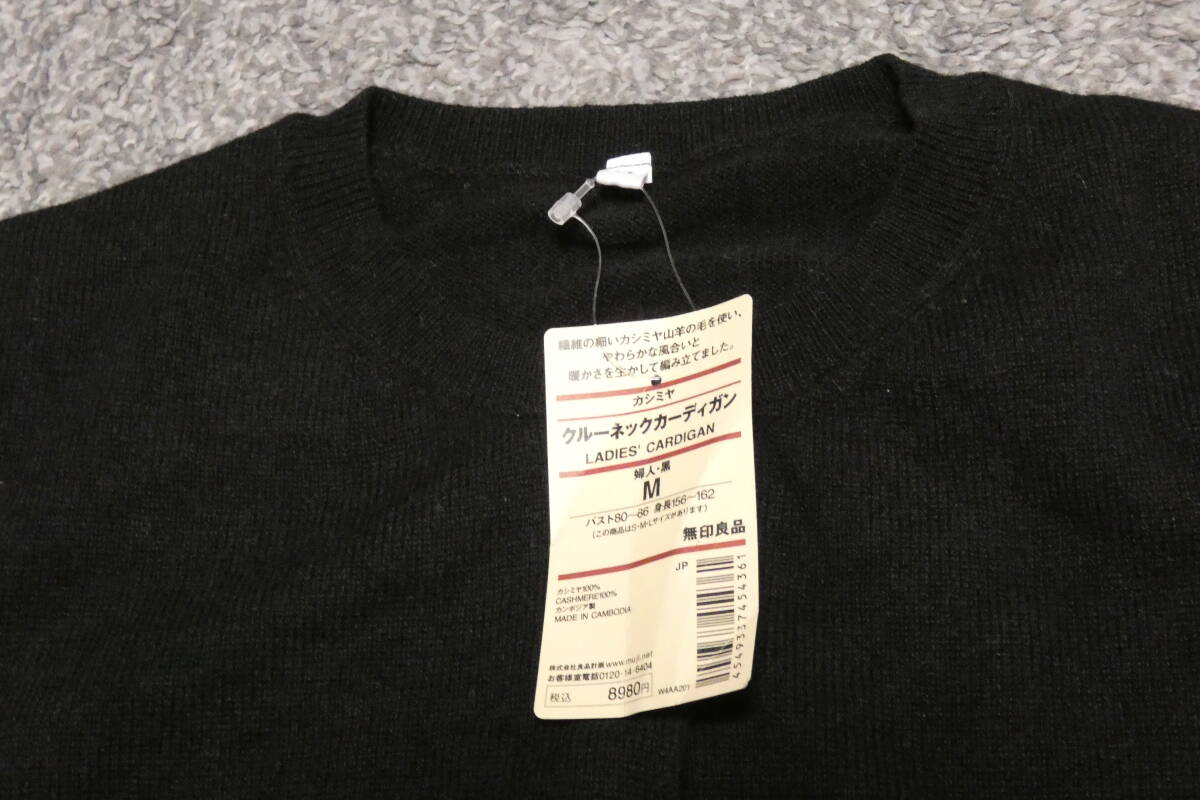 繊維の細いカシミヤ山羊の毛を使い、
やわらかな風合いと
暖かさを生かして編み立てました。
カシミヤ
クルーネックカーディガン
LADIES' CARDIGAN
婦人・黒
M
バスト80〜86 身長156〜162
(この商品はS・M・Lサイズがあります)
無印良品
JP
カシミヤ100%
CASHMERE100%
カンボジア製
MADE IN CAMBODIA
株式会社良品計画 www.muji.net
お客様室電話0120-14-6404
税込 8980円
W4AA201
4549337454361